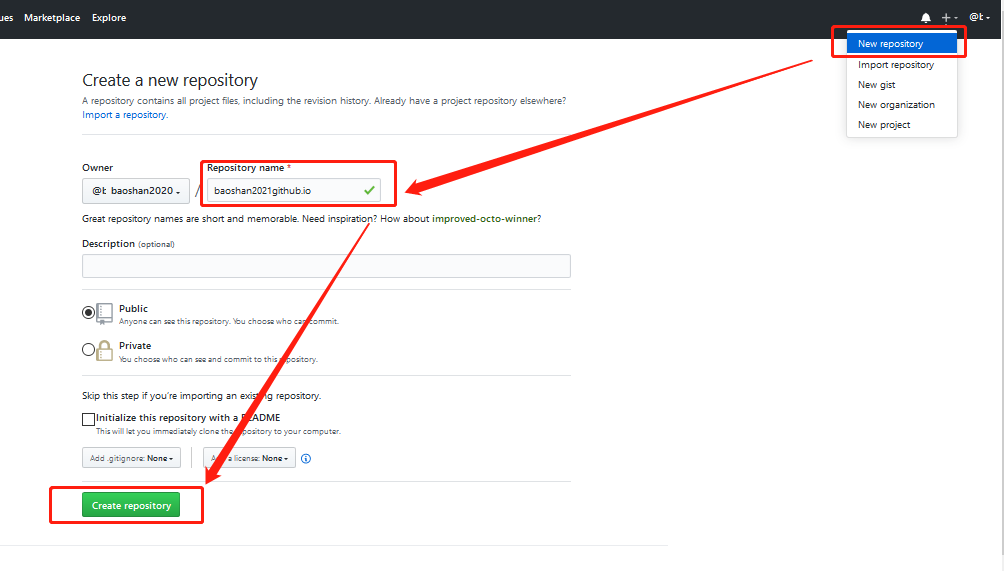 ues Marketplace Explore
New repository
Import repository
New gist
New organization
New project
Create a new repository
A repository contains all project files, including the revision history. Already have a project repository elsewhere?
Import a repository.
Owner Repository name *
baoshan2020 / baoshan2021github.io
Great repository names are short and memorable. Need inspiration? How about improved-octo-winner?
Description (optional)
Public
Anyone can see this repository. You choose who can commit.
Private
You choose who can see and commit to this repository.
Skip this step if you're importing an existing repository.
Initialize this repository with a README
This will let you immediately clone the repository to your computer.
Add .gitignore: None a license: None
Create repository